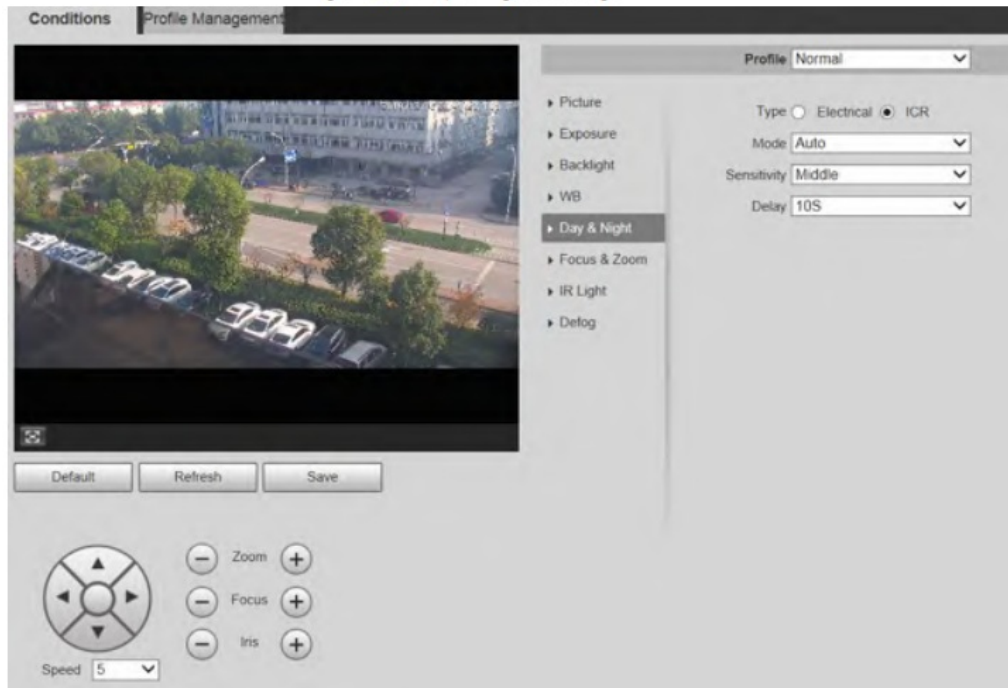 Conditions Profile Management
Profile Normal
Picture
Exposure
Backlight
WB
Day & Night
Focus & Zoom
IR Light
Defog
Type Electrical ICR
Mode Auto
Sensitivity Middle
Delay 10S
Default Refresh Save
Zoom
Focus
Iris
Speed 5